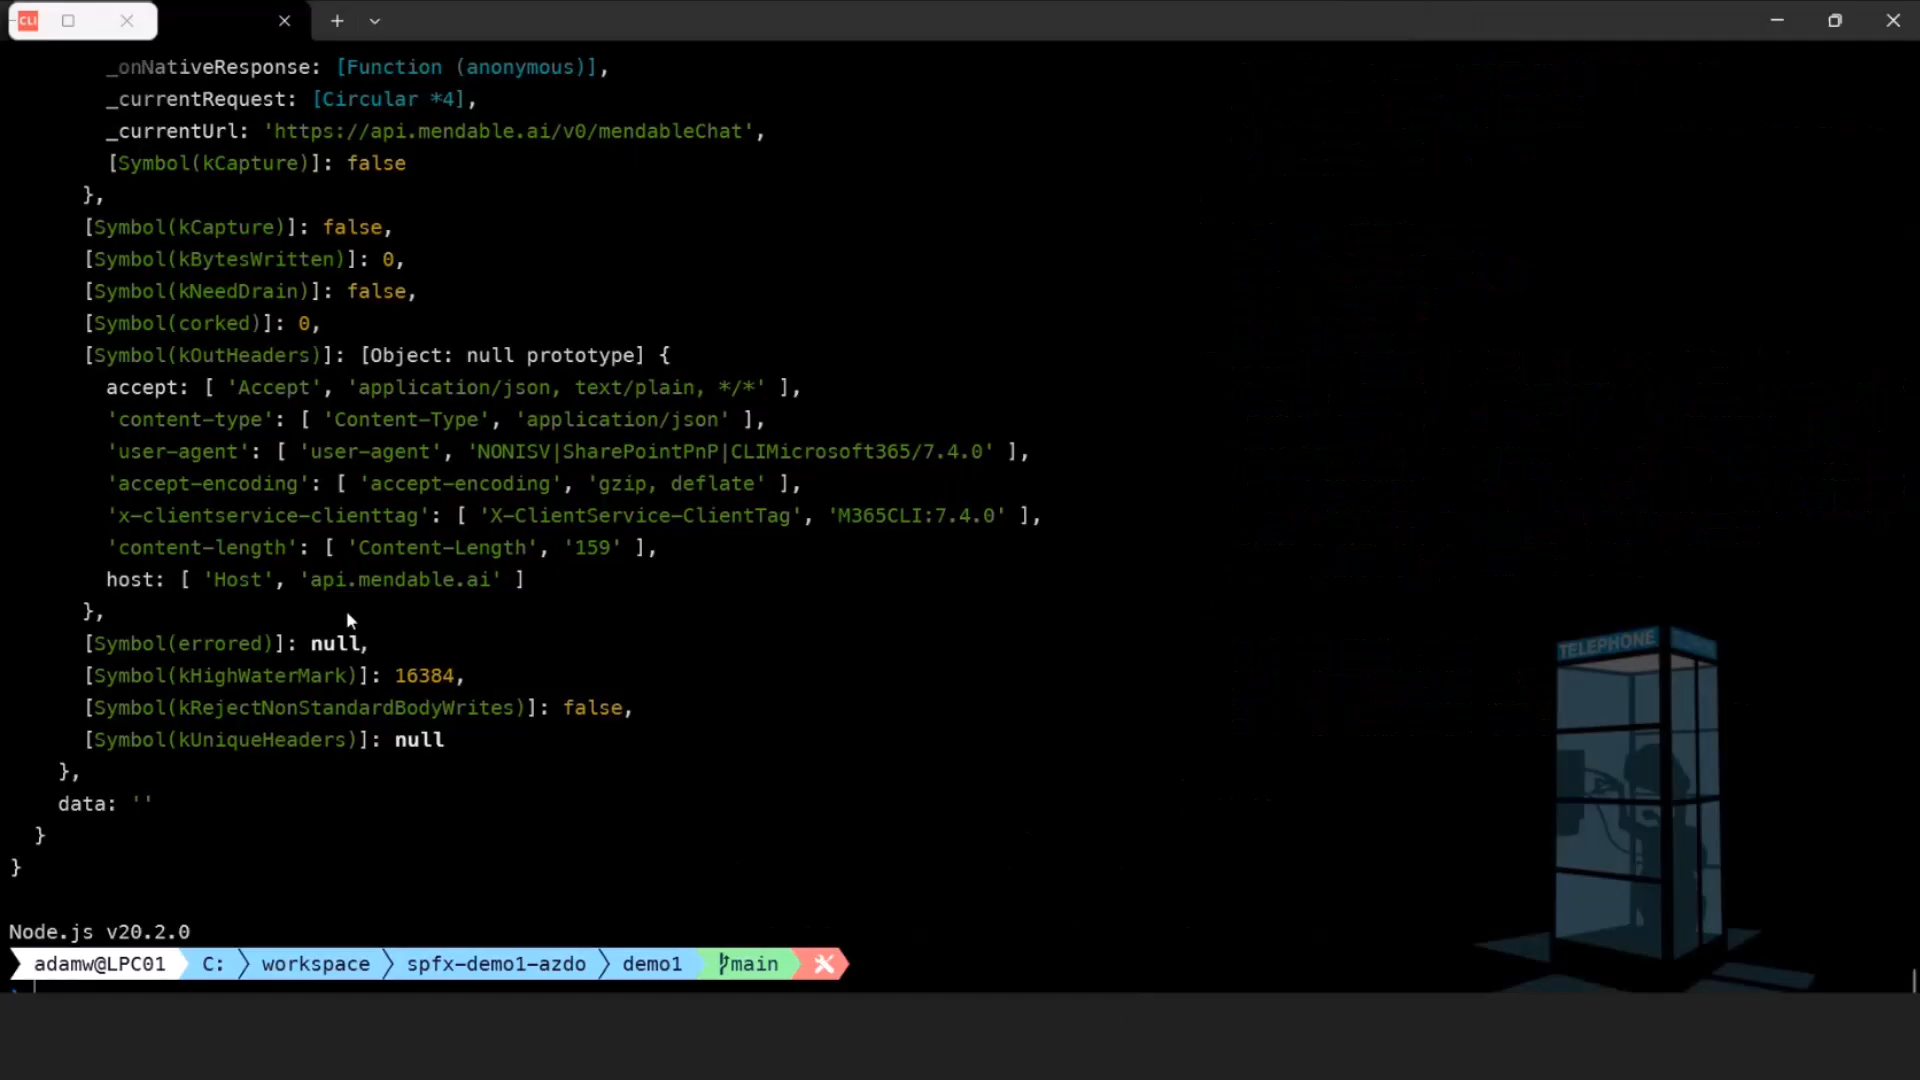 CLI
_onNativeResponse: [Function (anonymous)],
_currentRequest: [Circular *4],
_currentUrl: 'https://api.mendable.ai/v0/mendableChat',
[Symbol(kCapture)]: false
},
[Symbol(kCapture)]: false,
[Symbol(kBytesWritten)]: 0,
[Symbol(kNeedDrain)]: false,
[Symbol(corked)]: 0,
[Symbol(kOutHeaders)]: [Object: null prototype] {
accept: [ 'Accept', 'application/json, text/plain, */*' ],
'content-type': [ 'Content-Type', 'application/json' ],
'user-agent': [ 'user-agent', 'NONISV|SharePointPnP|CLIMicrosoft365/7.4.0' ],
'accept-encoding': [ 'accept-encoding', 'gzip, deflate' ],
'x-clientservice-clienttag': [ 'X-ClientService-ClientTag', 'M365CLI:7.4.0' ],
'content-length': [ 'Content-Length', '159' ],
host: [ 'Host', 'api.mendable.ai' ]
},
[Symbol(errored)]: null,
[Symbol(kHighWaterMark)]: 16384,
[Symbol(kRejectNonStandardBodyWrites)]: false,
[Symbol(kUniqueHeaders)]: null
},
data: ''
}
}
TELEPHONE
Node.js v20.2.0
adamw@LPC01 C: workspace spfx-demo1-azdo demo1 main